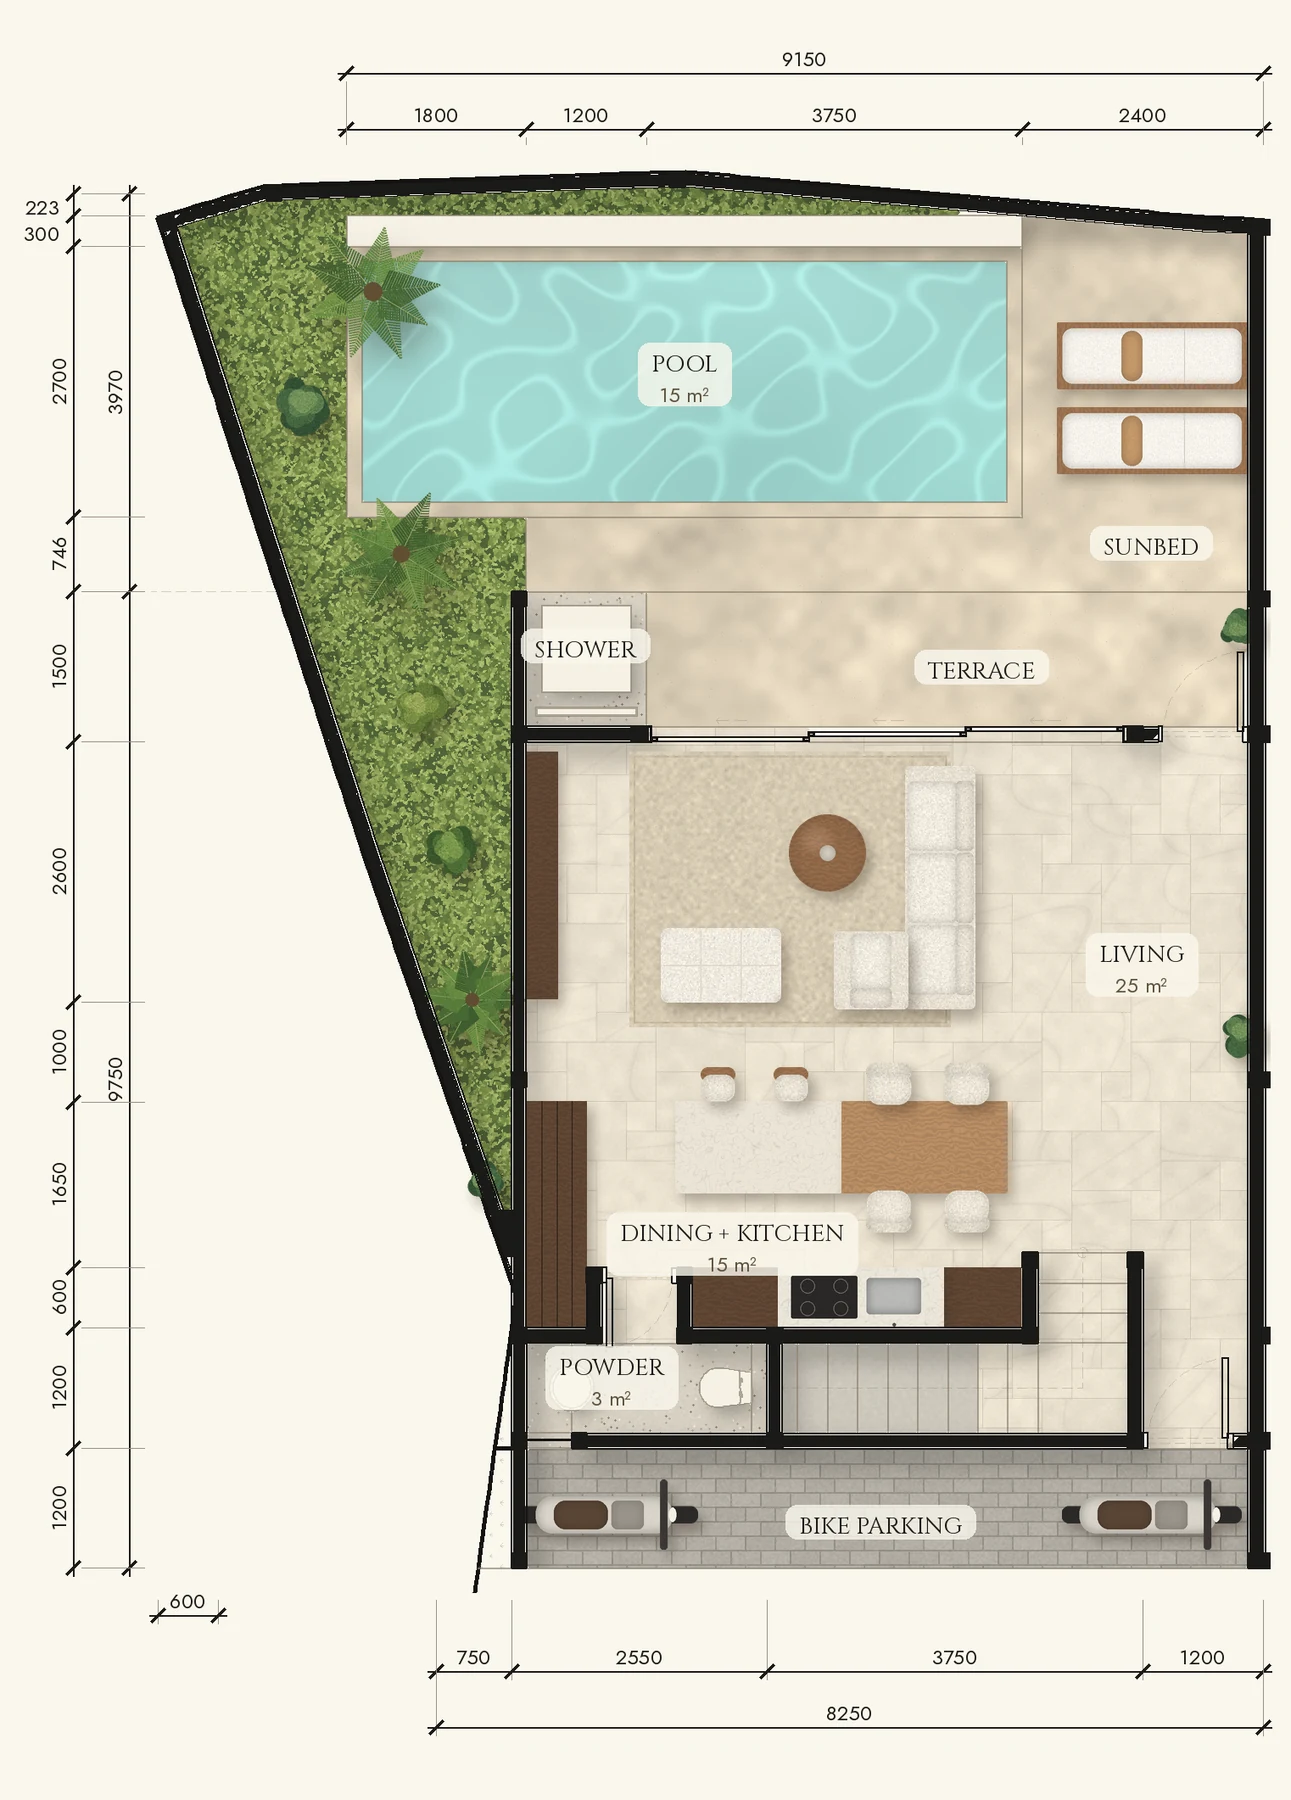 9150
1800
1200
3750
2400
223
300
2700
3970
POOL
15 m²
746
SUNBED
1500
SHOWER
TERRACE
2600
LIVING
25 m²
1000
9750
1650
DINING + KITCHEN
15 m²
600
1200
POWDER
3 m²
1200
BIKE PARKING
600
750
2550
3750
1200
8250